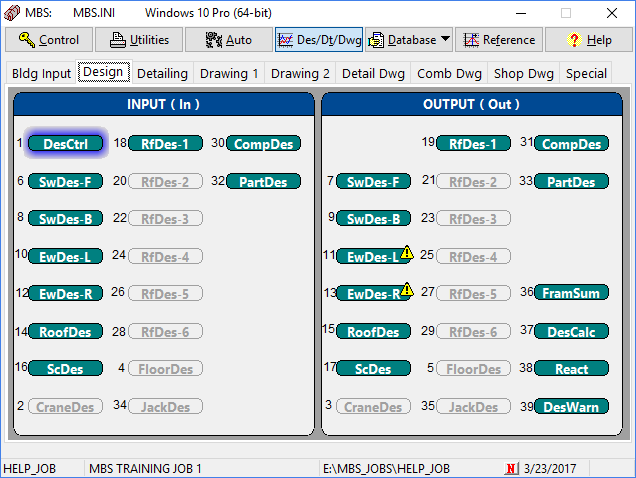 MBS: MBS.INI Windows 10 Pro (64-bit)
Control Utilities Auto Des/Dt/Dwg Database Reference Help
Bldg Input Design Detailing Drawing 1 Drawing 2 Detail Dwg Comb Dwg Shop Dwg Special
INPUT ( In ) OUTPUT ( Out )
1 DesCtrl 18 RfDes-1 30 CompDes 19 RfDes-1 31 CompDes
6 SwDes-F 20 RfDes-2 32 PartDes 7 SwDes-F 21 RfDes-2 33 PartDes
8 SwDes-B 22 RfDes-3 9 SwDes-B 23 RfDes-3
10 EwDes-L 24 RfDes-4 11 EwDes-L 25 RfDes-4
12 EwDes-R 26 RfDes-5 13 EwDes-R 27 RfDes-5 36 FramSum
14 RoofDes 28 RfDes-6 15 RoofDes 29 RfDes-6 37 DesCalc
16 ScDes 4 FloorDes 17 ScDes 5 FloorDes 38 React
2 CraneDes 34 JackDes 3 CraneDes 35 JackDes 39 DesWarn
HELP_JOB MBS TRAINING JOB 1 E:\MBS_JOBS\HELP_JOB N 3/23/2017